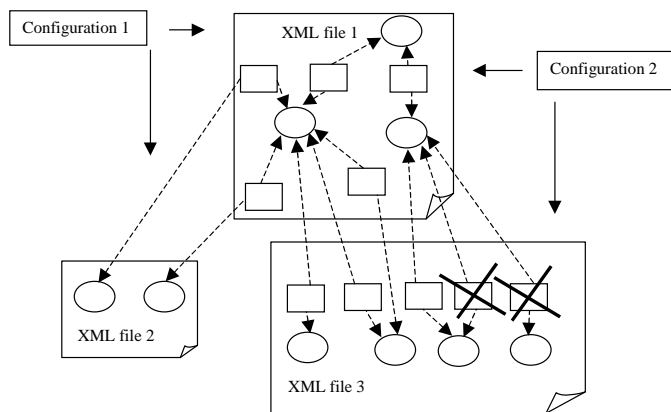 Configuration 1
XML file 1
Configuration 2
XML file 2
XML file 3